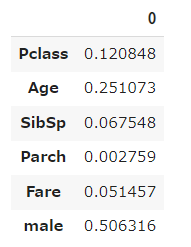 0
Pclass 0.120848
Age 0.251073
SibSp 0.067548
Parch 0.002759
Fare 0.051457
male 0.506316